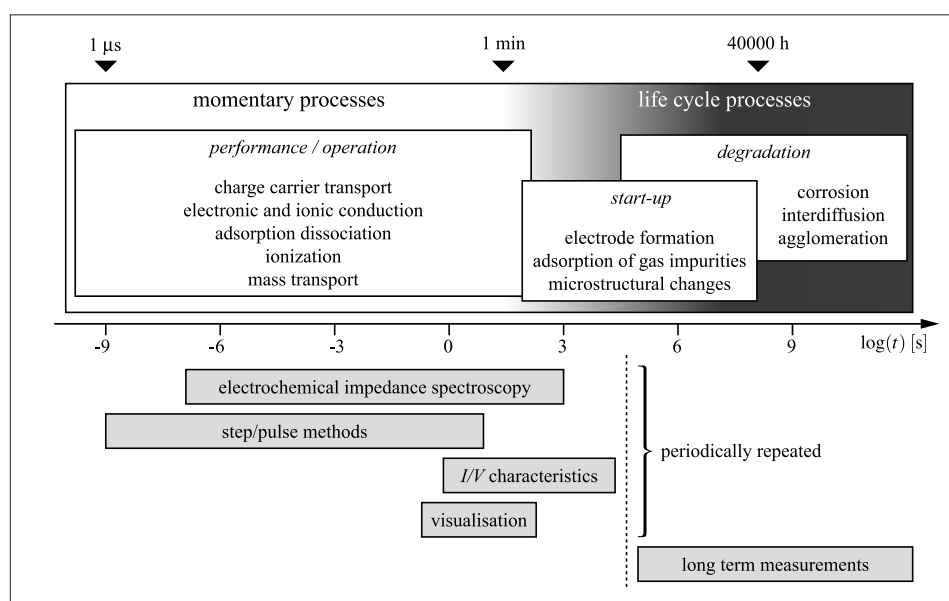 1 μs
1 min
40000 h
momentary processes
life cycle processes
performance / operation
charge carrier transport
electronic and ionic conduction
adsorption dissociation
ionization
mass transport
start-up
electrode formation
adsorption of gas impurities
microstructural changes
degradation
corrosion
interdiffusion
agglomeration
-9 -6 -3 0 3 6 9 log(t) [s]
electrochemical impedance spectroscopy
step/pulse methods
I/V characteristics
visualisation
periodically repeated
long term measurements